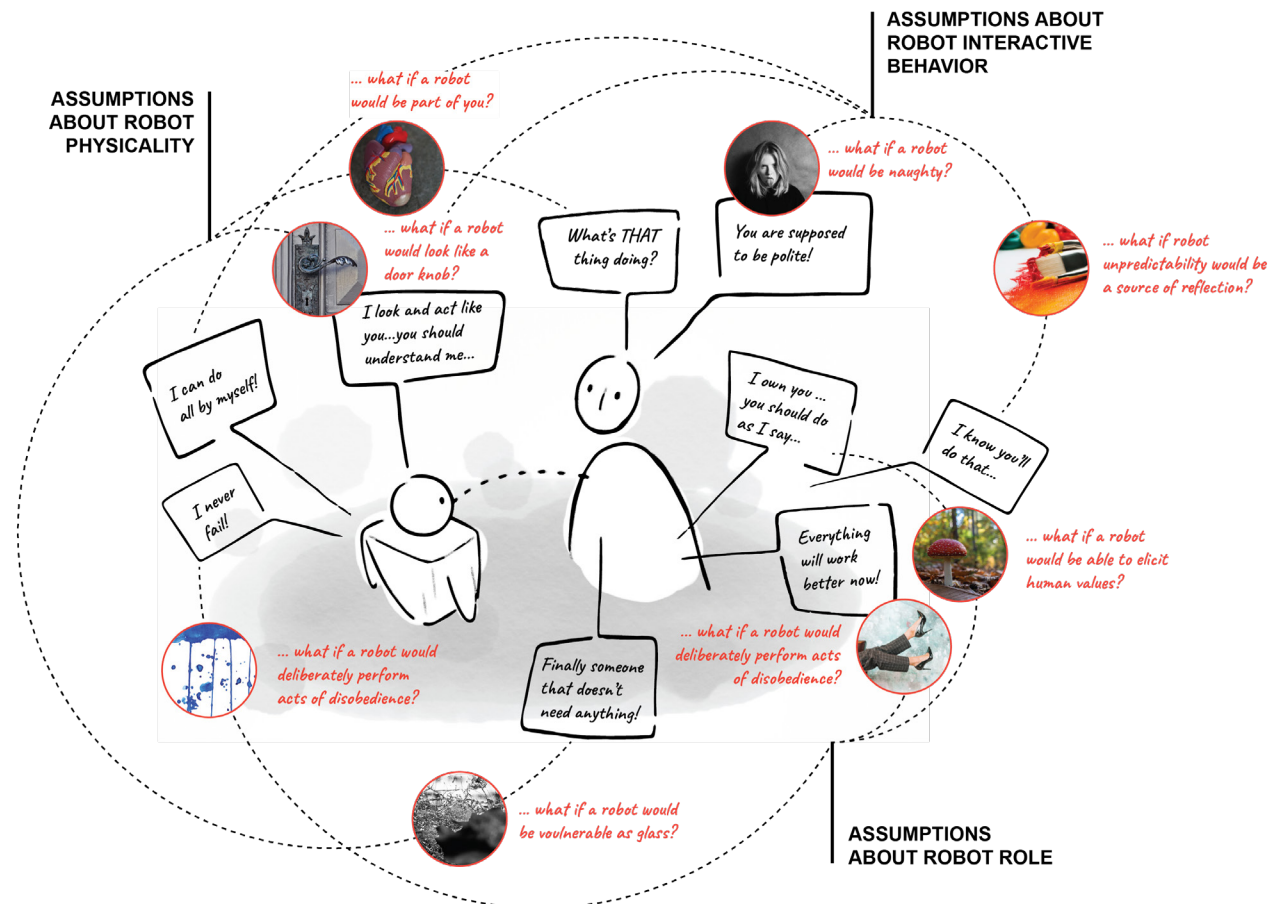 ASSUMPTIONS ABOUT
ROBOT INTERACTIVE
BEHAVIOR
ASSUMPTIONS
ABOUT ROBOT
PHYSICALITY
... what if a robot
would be part of you?
... what if a robot
would be naughty?
... what if a robot
would look like a
door knob?
What's THAT
thing doing?
You are supposed
to be polite!
... what if robot
unpredictability would be
a source of reflection?
I look and act like
you...you should
understand me...
I can do
all by myself!
I own you ...
you should do
as I say...
I know you'll
do that...
I never
fail!
Everything
will work
better now!
... what if a robot
would be able to elicit
human values?
... what if a robot would
deliberately perform
acts of disobedience?
Finally someone
that doesn't
need anything!
... what if a robot would
deliberately perform acts
of disobedience?
... what if a robot would
be voulnerable as glass?
ASSUMPTIONS
ABOUT ROBOT ROLE